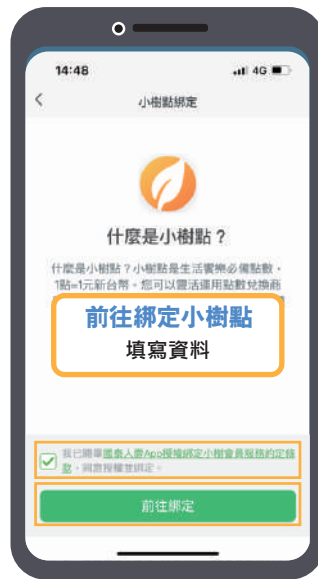 14:48
4G
小樹點綁定
什麼是小樹點？
什麼是小樹點？小樹點是生活饗樂必備點數，
1點=1元新台幣。您可以靈活運用點數兌換商
前往綁定小樹點
填寫資料
我已閱畢國泰人壽App授權綁定小樹會員服務約定條
款，同意授權並綁定。
前往綁定